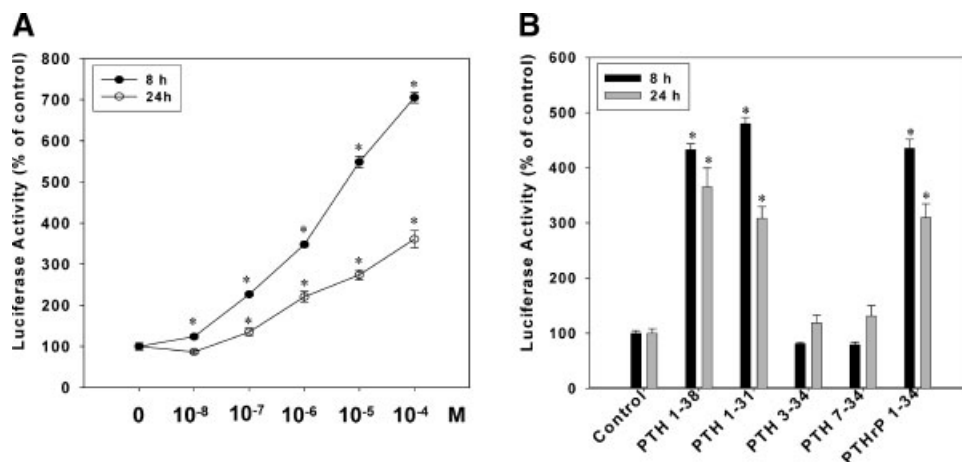 A
Luciferase Activity (% of control)
800
700
600
500
400
300
200
100
0
8 h
24h
*
*
*
*
*
*
*
*
*
0 10⁻⁸ 10⁻⁷ 10⁻⁶ 10⁻⁵ 10⁻⁴ M
B
Luciferase Activity (% of control)
600
500
400
300
200
100
0
8 h
24 h
*
*
*
*
*
*
Control
PTH 1-38
PTH 1-31
PTH 3-34
PTH 7-34
PTHrP 1-34